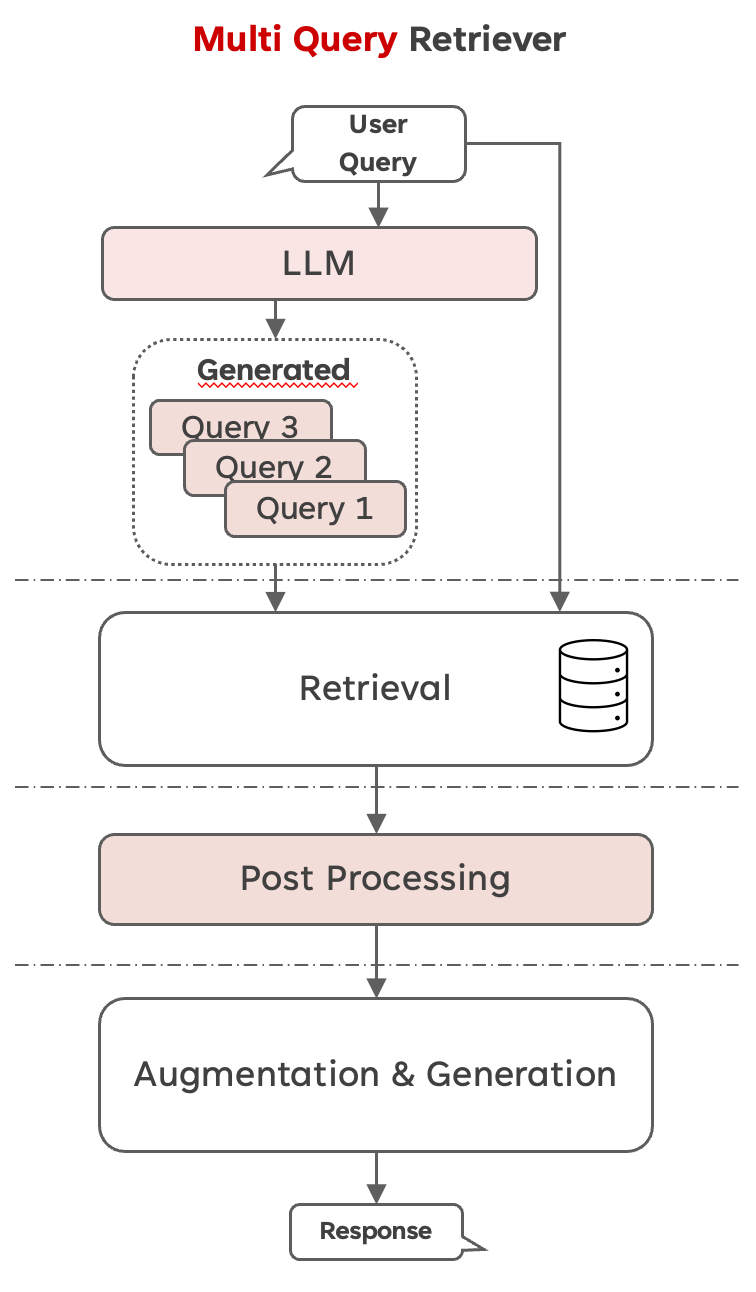 Multi Query Retriever
User
Query
LLM
Generated
Query 3
Query 2
Query 1
Retrieval
Post Processing
Augmentation & Generation
Response